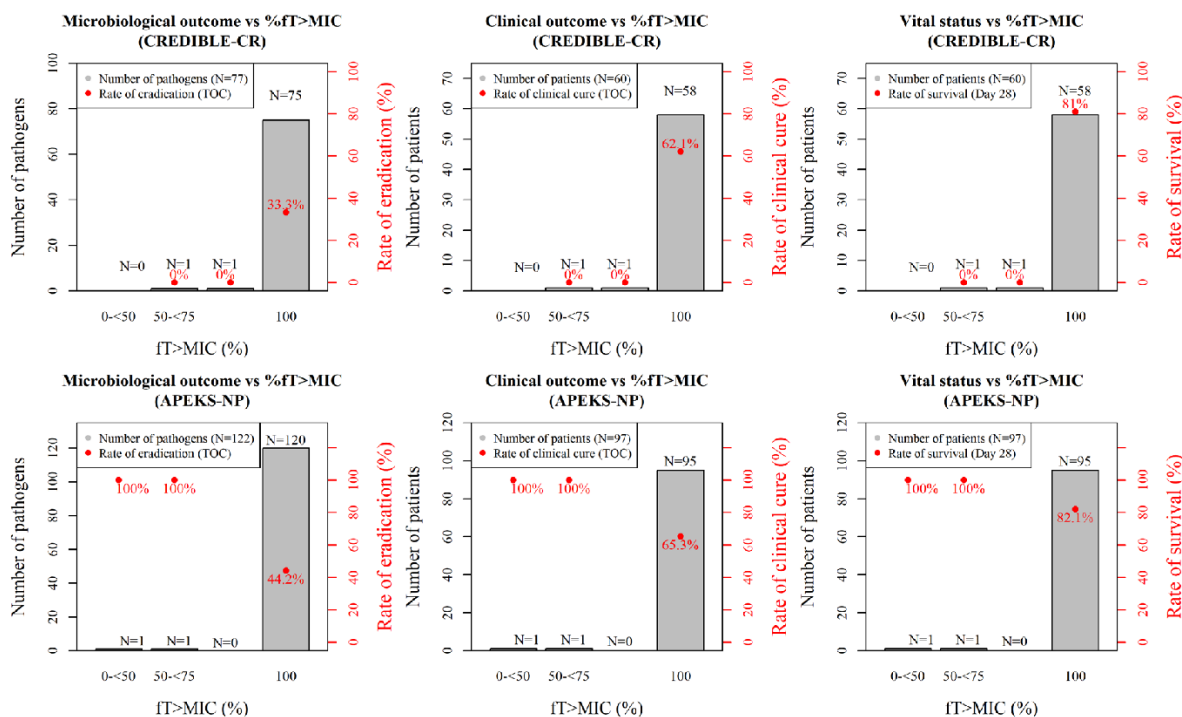 Microbiological outcome vs %fT>MIC
(CREDIBLE-CR)
Number of pathogens (N=77)
Rate of eradication (TOC)
N=75
33.3%
N=0
N=1
0%
N=1
0%
0
20
40
60
80
100
Number of pathogens
0
20
40
60
80
100
Rate of eradication (%)
0-<50
50-<75
100
fT>MIC (%)
Clinical outcome vs %fT>MIC
(CREDIBLE-CR)
Number of patients (N=60)
Rate of clinical cure (TOC)
N=58
62.1%
N=0
N=1
0%
N=1
0%
0
10
20
30
40
50
60
70
Number of patients
0
20
40
60
80
100
Rate of clinical cure (%)
0-<50
50-<75
100
fT>MIC (%)
Vital status vs %fT>MIC
(CREDIBLE-CR)
Number of patients (N=60)
Rate of survival (Day 28)
N=58
81%
N=0
N=1
0%
N=1
0%
0
10
20
30
40
50
60
70
Number of patients
0
20
40
60
80
100
Rate of survival (%)
0-<50
50-<75
100
fT>MIC (%)
Microbiological outcome vs %fT>MIC
(APEKS-NP)
Number of pathogens (N=122)
Rate of eradication (TOC)
N=120
100%
100%
44.2%
N=1
N=1
N=0
0
20
40
60
80
100
120
Number of pathogens
0
20
40
60
80
100
Rate of eradication (%)
0-<50
50-<75
100
fT>MIC (%)
Clinical outcome vs %fT>MIC
(APEKS-NP)
Number of patients (N=97)
Rate of clinical cure (TOC)
N=95
100%
100%
65.3%
N=1
N=1
N=0
0
20
40
60
80
100
120
Number of patients
0
20
40
60
80
100
Rate of clinical cure (%)
0-<50
50-<75
100
fT>MIC (%)
Vital status vs %fT>MIC
(APEKS-NP)
Number of patients (N=97)
Rate of survival (Day 28)
N=95
100%
100%
82.1%
N=1
N=1
N=0
0
20
40
60
80
100
120
Number of patients
0
20
40
60
80
100
Rate of survival (%)
0-<50
50-<75
100
fT>MIC (%)